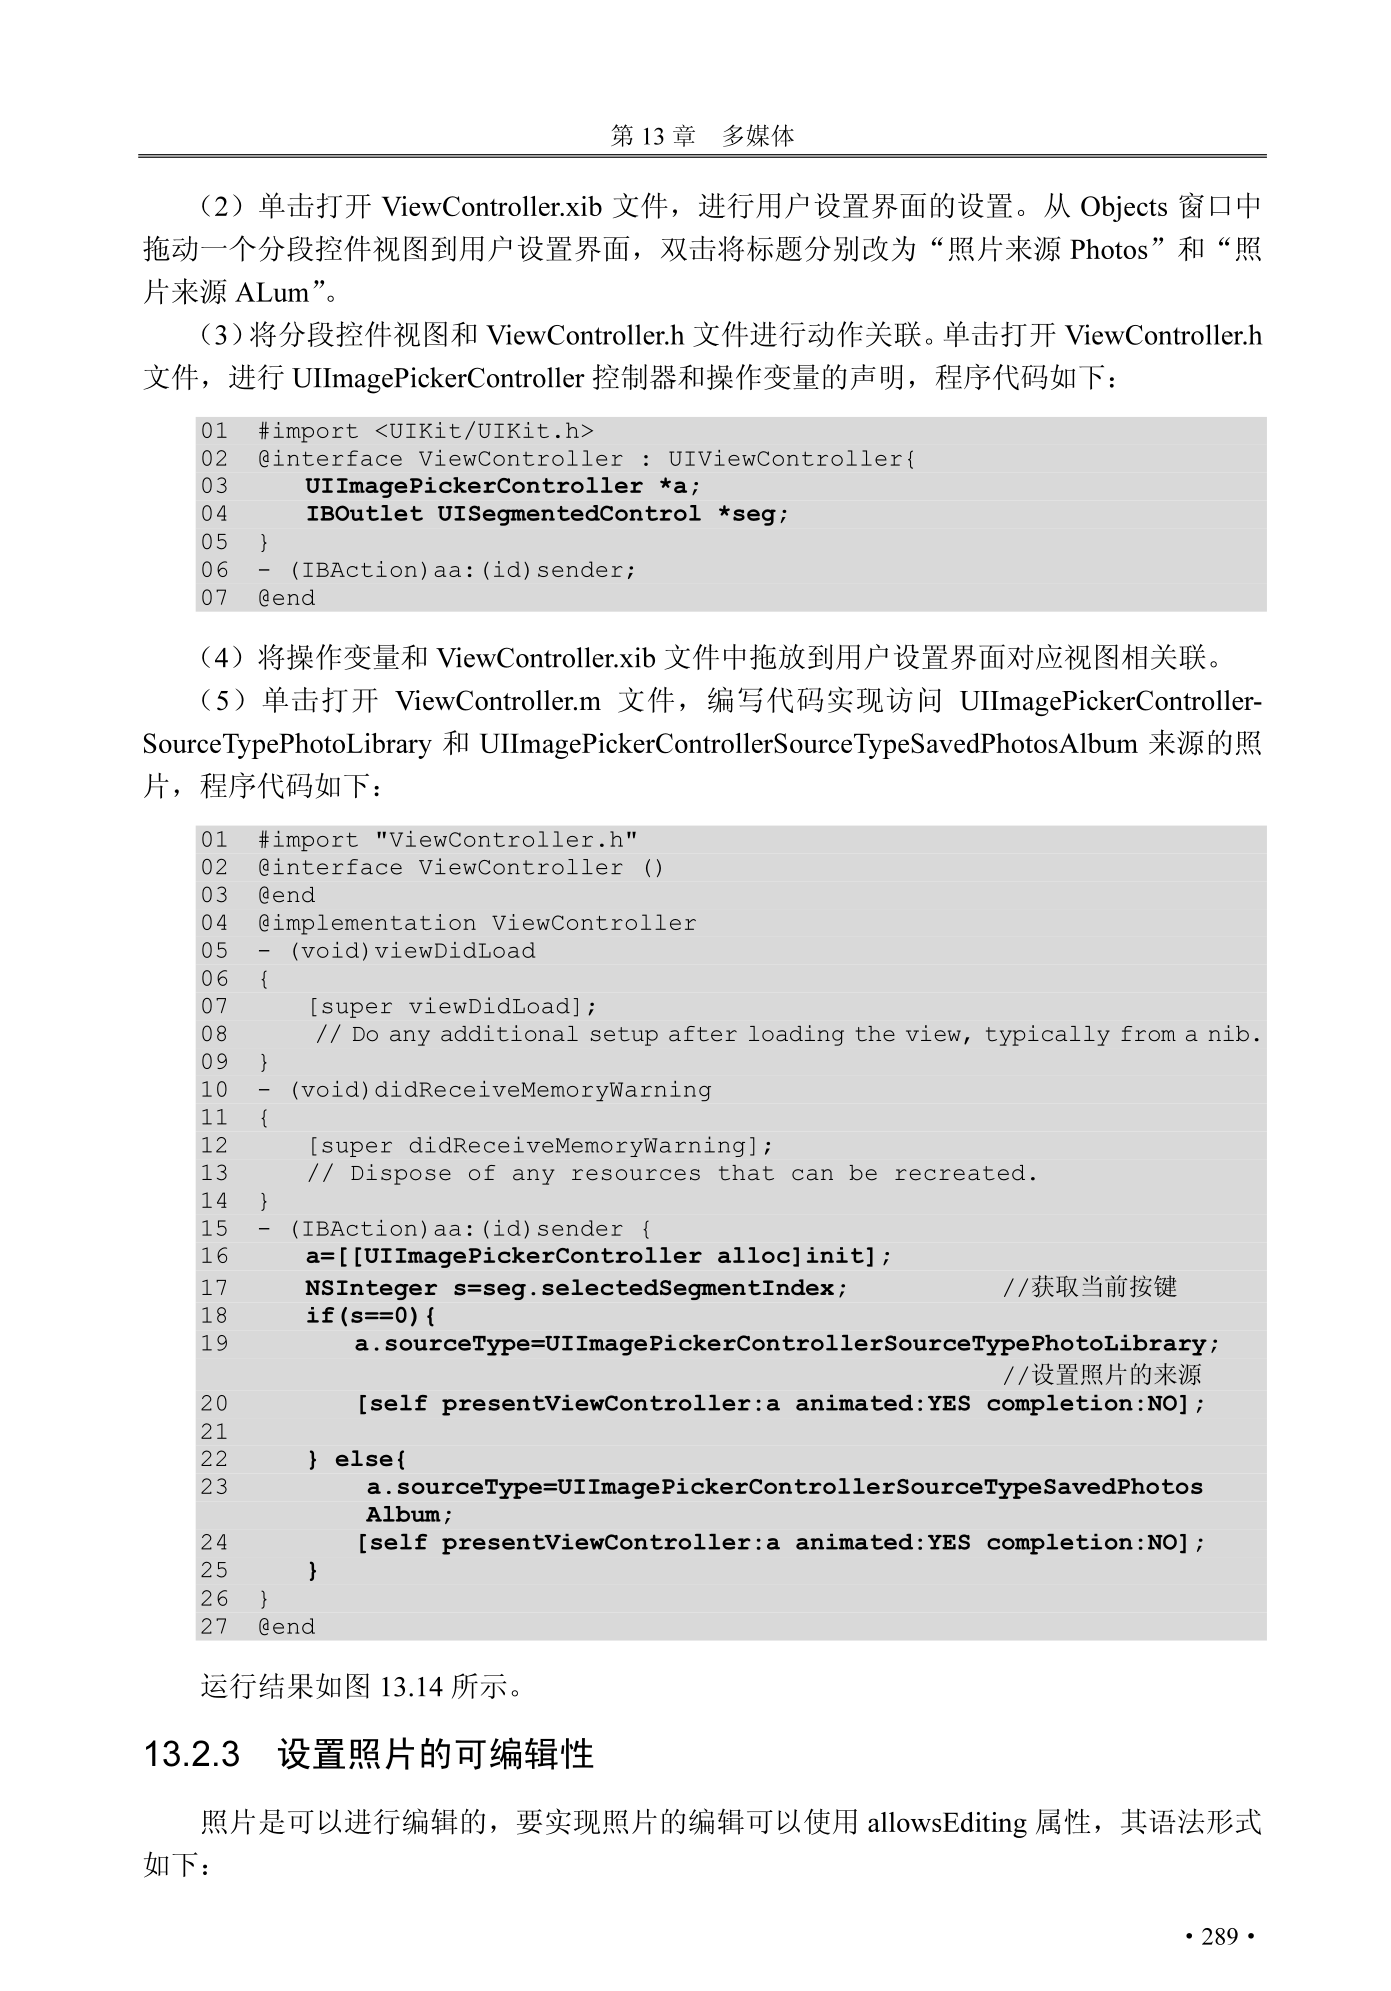 第 13 章　多媒体
（2）单击打开 ViewController.xib 文件，进行用户设置界面的设置。从 Objects 窗口中
拖动一个分段控件视图到用户设置界面，双击将标题分别改为“照片来源 Photos”和“照
片来源 ALum”。
（3）将分段控件视图和 ViewController.h 文件进行动作关联。单击打开 ViewController.h
文件，进行 UIImagePickerController 控制器和操作变量的声明，程序代码如下：
01 #import <UIKit/UIKit.h>
02 @interface ViewController : UIViewController{
03 UIImagePickerController *a;
04 IBOutlet UISegmentedControl *seg;
05 }
06 - (IBAction)aa:(id)sender;
07 @end
（4）将操作变量和 ViewController.xib 文件中拖放到用户设置界面对应视图相关联。
（5）单击打开 ViewController.m 文件，编写代码实现访问 UIImagePickerController-
SourceTypePhotoLibrary 和 UIImagePickerControllerSourceTypeSavedPhotosAlbum 来源的照
片，程序代码如下：
01 #import "ViewController.h"
02 @interface ViewController ()
03 @end
04 @implementation ViewController
05 - (void)viewDidLoad
06 {
07 [super viewDidLoad];
08 // Do any additional setup after loading the view, typically from a nib.
09 }
10 - (void)didReceiveMemoryWarning
11 {
12 [super didReceiveMemoryWarning];
13 // Dispose of any resources that can be recreated.
14 }
15 - (IBAction)aa:(id)sender {
16 a=[[UIImagePickerController alloc]init];
17 NSInteger s=seg.selectedSegmentIndex; //获取当前按键
18 if(s==0){
19 a.sourceType=UIImagePickerControllerSourceTypePhotoLibrary;
//设置照片的来源
20 [self presentViewController:a animated:YES completion:NO];
21
22 } else{
23 a.sourceType=UIImagePickerControllerSourceTypeSavedPhotos
Album;
24 [self presentViewController:a animated:YES completion:NO];
25 }
26 }
27 @end
运行结果如图 13.14 所示。
13.2.3　设置照片的可编辑性
照片是可以进行编辑的，要实现照片的编辑可以使用 allowsEditing 属性，其语法形式
如下：
• 289 •